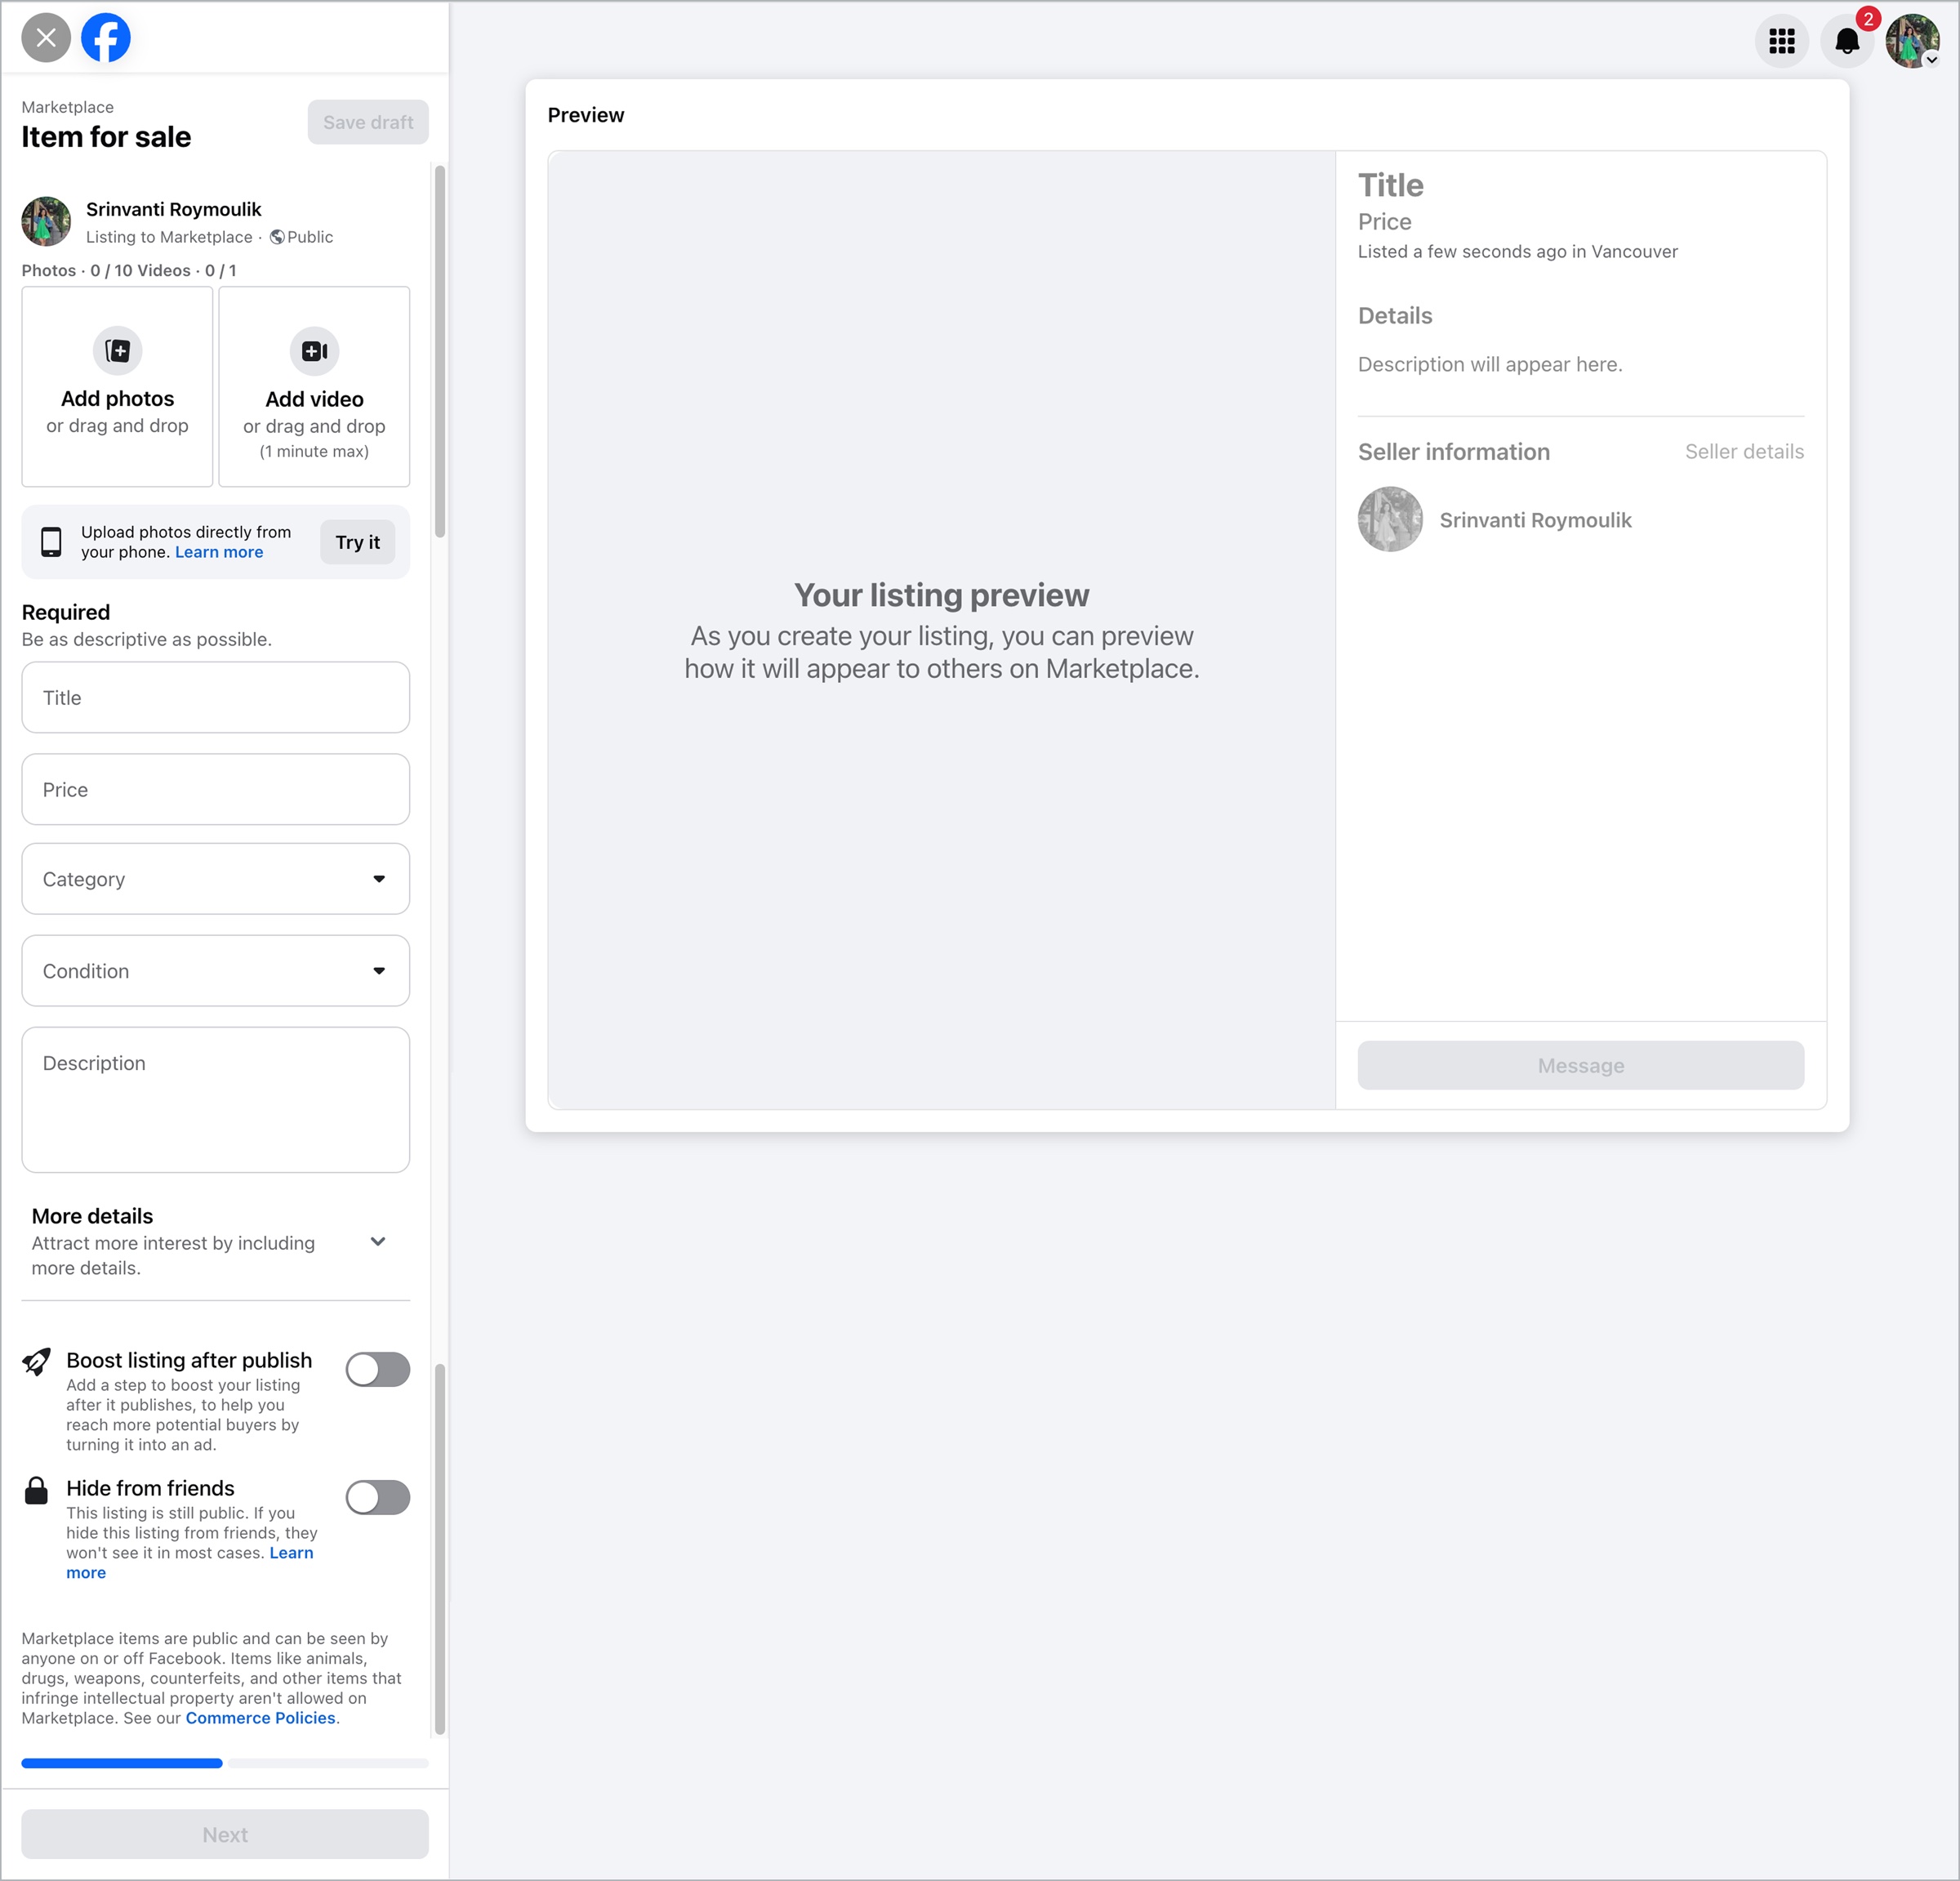 Marketplace
Item for sale
Save draft
Srinvanti Roymoulik
Listing to Marketplace · Public
Photos · 0 / 10 Videos · 0 / 1
Add photos
or drag and drop
Add video
or drag and drop
(1 minute max)
Upload photos directly from
your phone. Learn more
Try it
Required
Be as descriptive as possible.
Title
Price
Category
Condition
Description
More details
Attract more interest by including
more details.
Boost listing after publish
Add a step to boost your listing
after it publishes, to help you
reach more potential buyers by
turning it into an ad.
Hide from friends
This listing is still public. If you
hide this listing from friends, they
won't see it in most cases. Learn
more
Marketplace items are public and can be seen by
anyone on or off Facebook. Items like animals,
drugs, weapons, counterfeits, and other items that
infringe intellectual property aren't allowed on
Marketplace. See our Commerce Policies.
Next
2
Preview
Your listing preview
As you create your listing, you can preview
how it will appear to others on Marketplace.
Title
Price
Listed a few seconds ago in Vancouver
Details
Description will appear here.
Seller information
Seller details
Srinvanti Roymoulik
Message